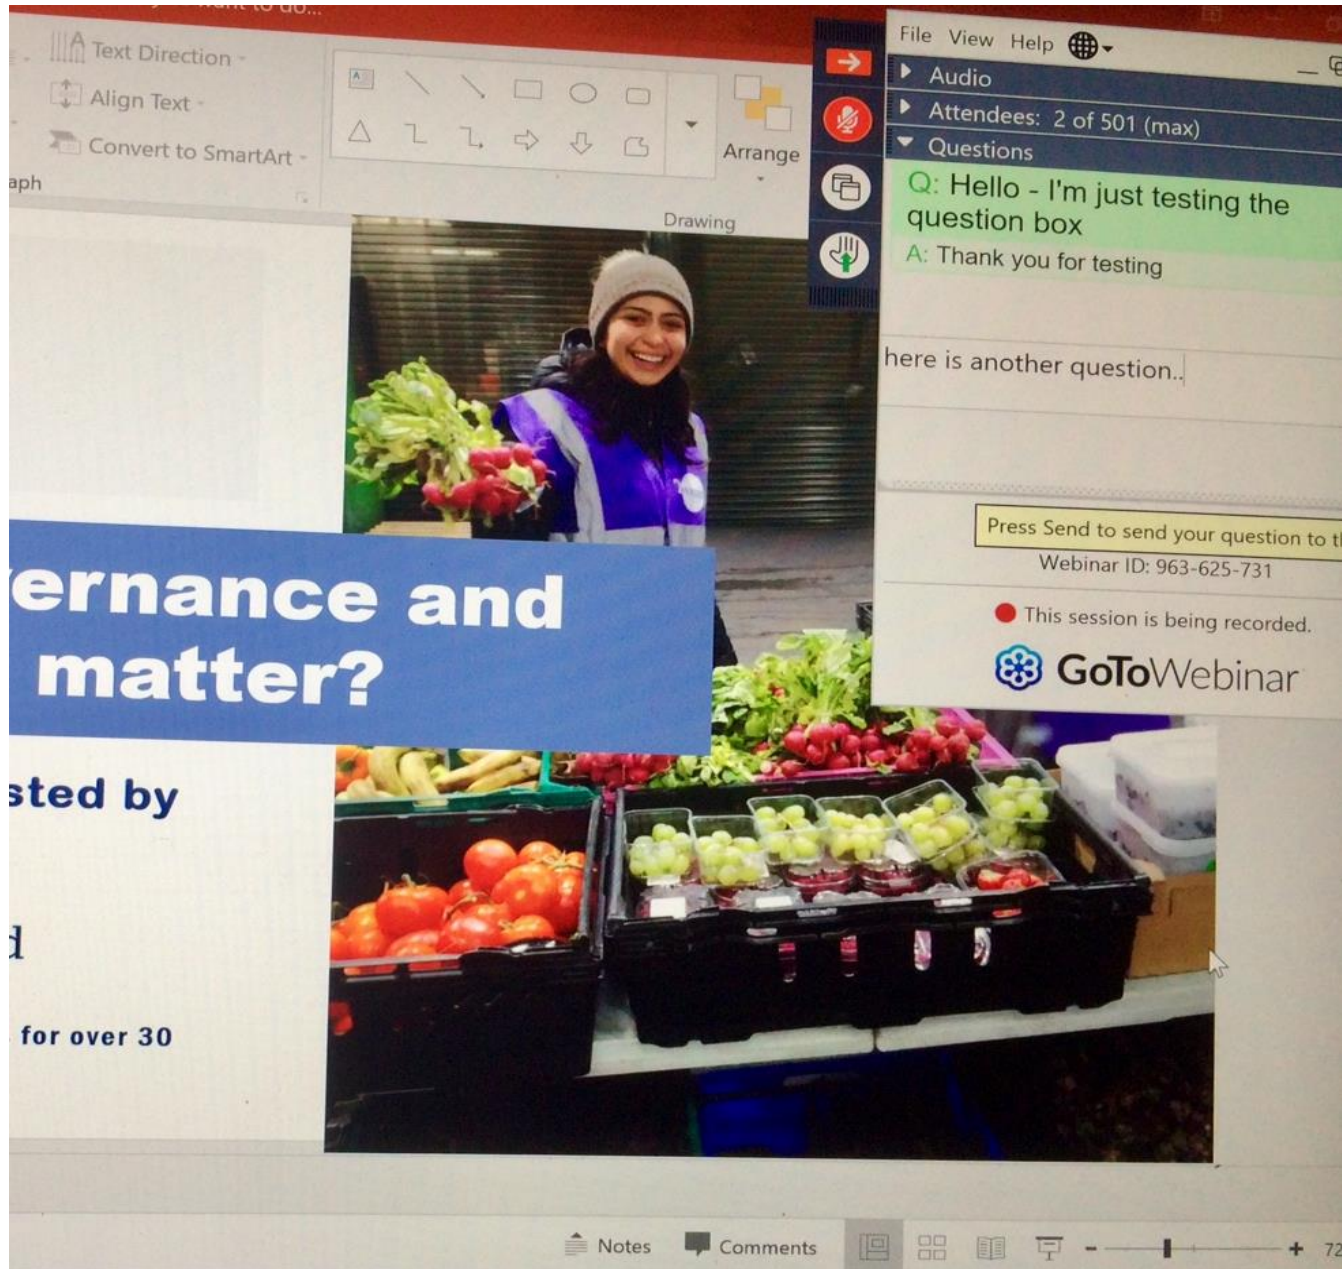 Text Direction
Align Text
Convert to SmartArt
aph
Arrange
Drawing
File View Help
Audio
Attendees: 2 of 501 (max)
Questions
Q: Hello - I'm just testing the
question box
A: Thank you for testing
here is another question..
Press Send to send your question to
Webinar ID: 963-625-731
This session is being recorded.
GoToWebinar
ernance and
matter?
sted by
d
for over 30
Notes Comments
72